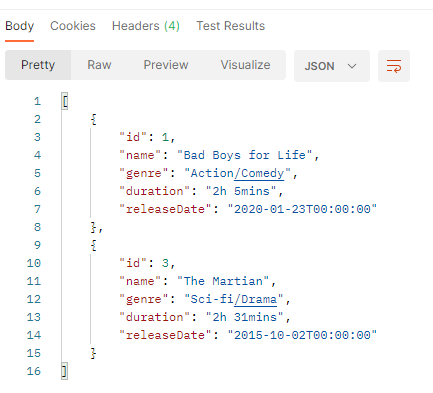 Body Cookies Headers (4) Test Results
Pretty Raw Preview Visualize JSON
1 [
2 {
3 "id": 1,
4 "name": "Bad Boys for Life",
5 "genre": "Action/Comedy",
6 "duration": "2h 5mins",
7 "releaseDate": "2020-01-23T00:00:00"
8 },
9 {
10 "id": 3,
11 "name": "The Martian",
12 "genre": "Sci-fi/Drama",
13 "duration": "2h 31mins",
14 "releaseDate": "2015-10-02T00:00:00"
15 }
16 ]